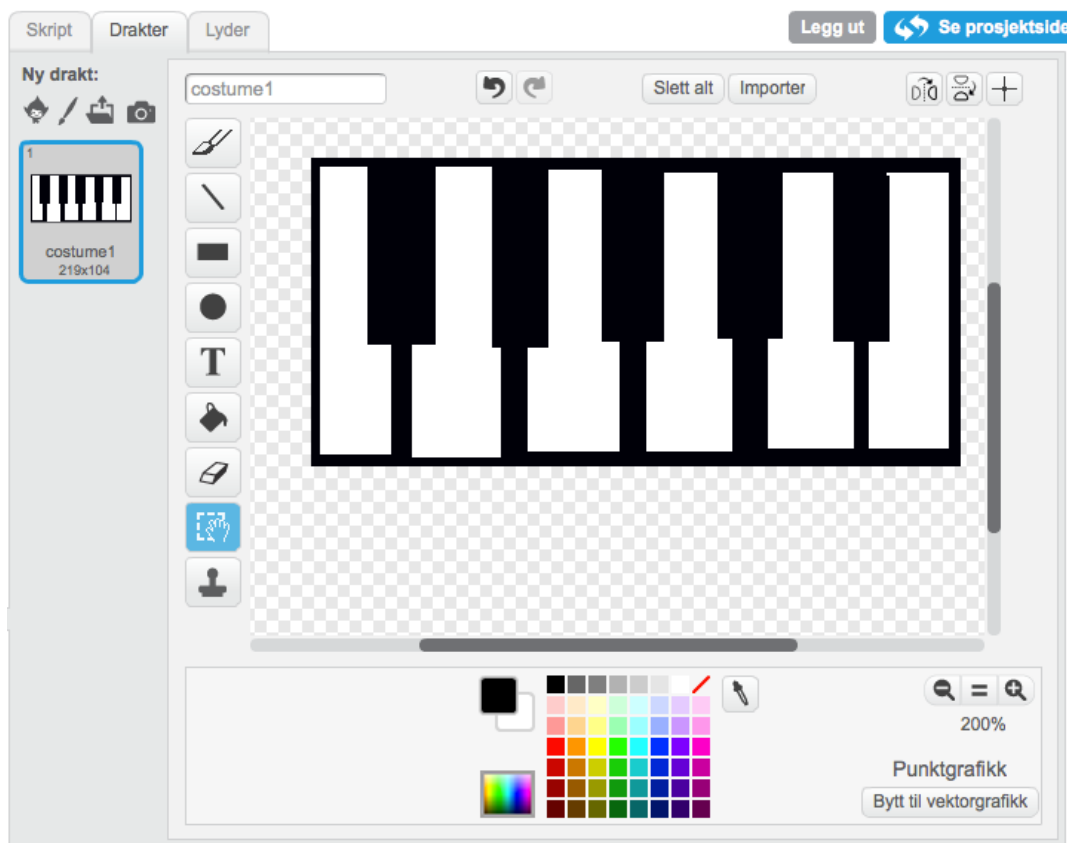 Skript Drakter Lyder Legg ut Se prosjektside
Ny drakt:
costume1 Slett alt Importer
1
costume1
219x104
T
200%
Punktgrafikk
Bytt til vektorgrafikk